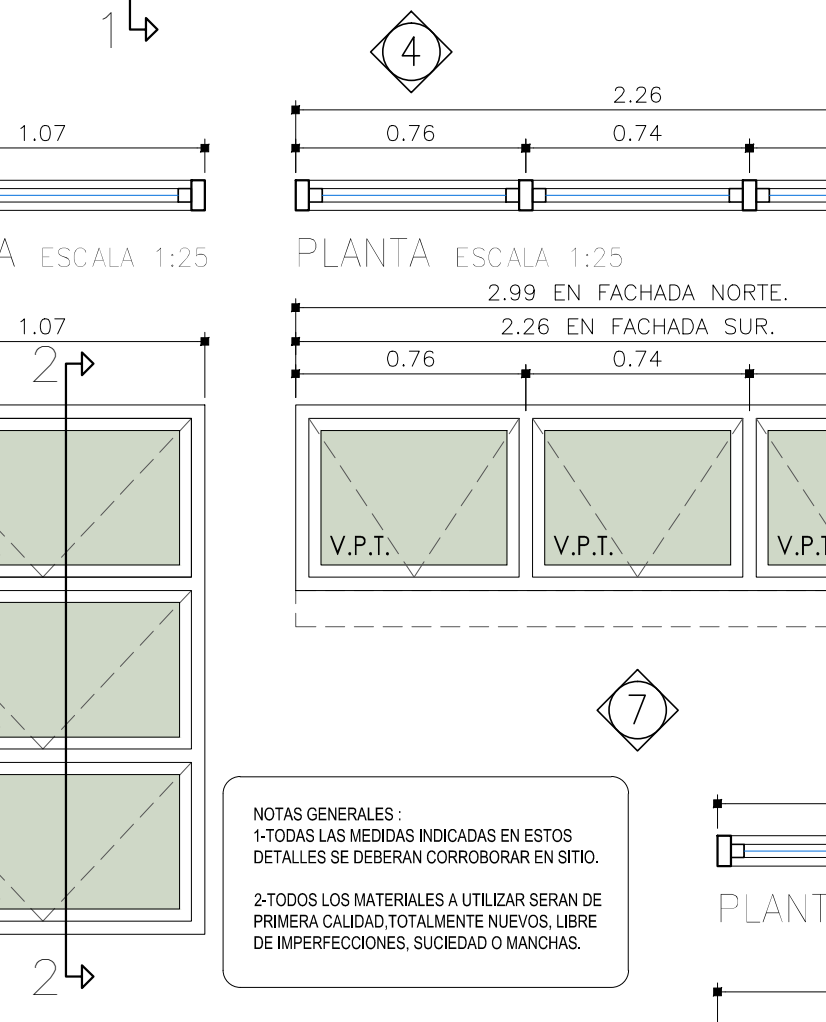 1
4
2.26
1.07
0.76 0.74
ESCALA 1:25
PLANTA ESCALA 1:25
2.99 EN FACHADA NORTE.
1.07
2.26 EN FACHADA SUR.
2
0.76 0.74
V.P.T. V.P.T. V.P.T
7
NOTAS GENERALES :
1-TODAS LAS MEDIDAS INDICADAS EN ESTOS
DETALLES SE DEBERAN CORROBORAR EN SITIO.
2-TODOS LOS MATERIALES A UTILIZAR SERAN DE
PRIMERA CALIDAD,TOTALMENTE NUEVOS, LIBRE
DE IMPERFECCIONES, SUCIEDAD O MANCHAS.
PLANT
2